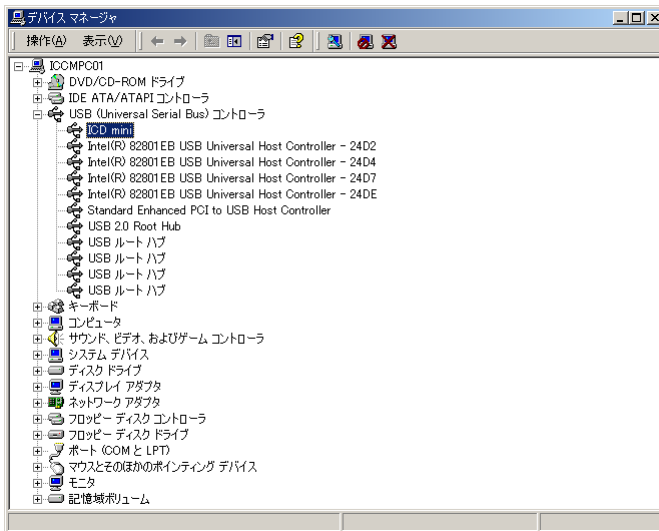 デバイス マネージャ
操作(A) 表示(V)
ICCMPC01
DVD/CD-ROM ドライブ
IDE ATA/ATAPI コントローラ
USB (Universal Serial Bus) コントローラ
ICD mini
Intel(R) 82801EB USB Universal Host Controller - 24D2
Intel(R) 82801EB USB Universal Host Controller - 24D4
Intel(R) 82801EB USB Universal Host Controller - 24D7
Intel(R) 82801EB USB Universal Host Controller - 24DE
Standard Enhanced PCI to USB Host Controller
USB 2.0 Root Hub
USB ルート ハブ
USB ルート ハブ
USB ルート ハブ
USB ルート ハブ
キーボード
コンピュータ
サウンド、ビデオ、およびゲーム コントローラ
システム デバイス
ディスク ドライブ
ディスプレイ アダプタ
ネットワーク アダプタ
フロッピー ディスク コントローラ
フロッピー ディスク ドライブ
ポート (COM と LPT)
マウスとそのほかのポインティング デバイス
モニタ
記憶域ボリューム